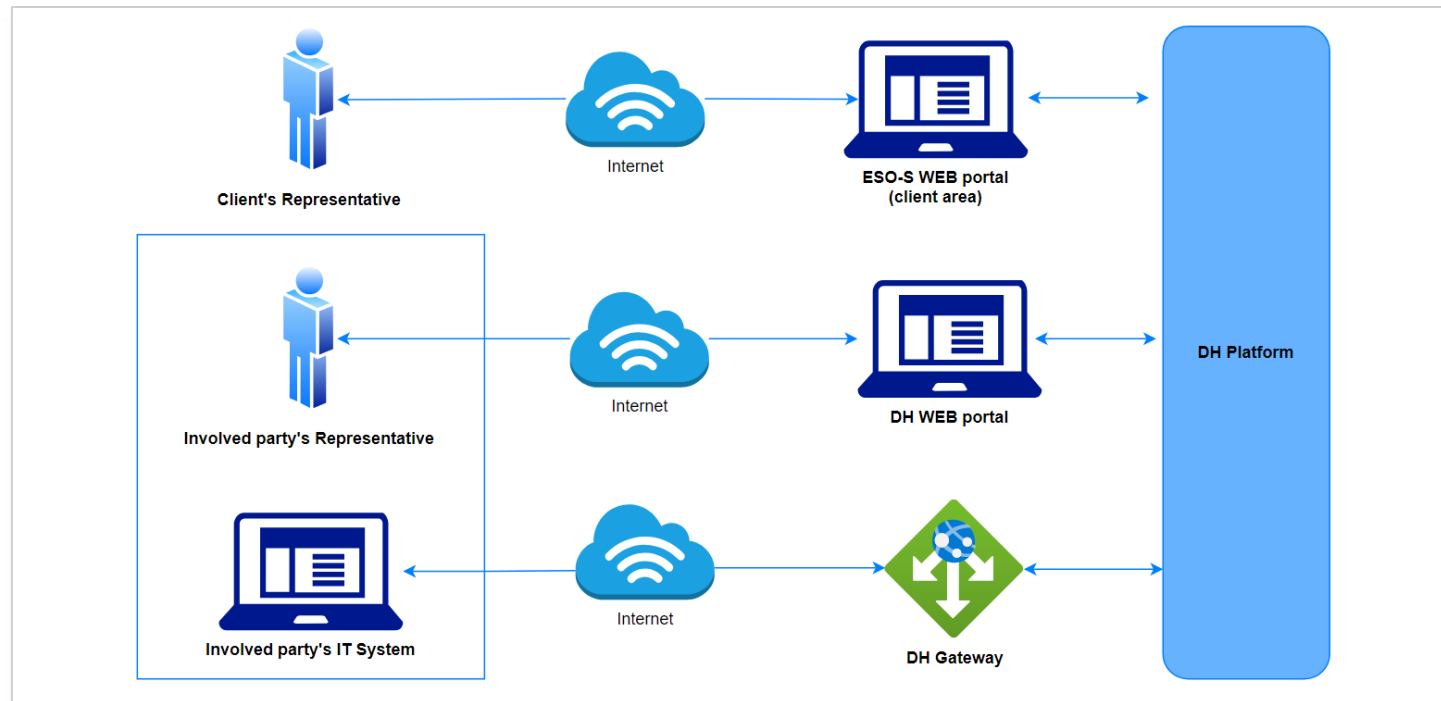 Internet
Client's Representative
ESO-S WEB portal
(client area)
Involved party's Representative
Internet
DH WEB portal
DH Platform
Involved party's IT System
Internet
DH Gateway